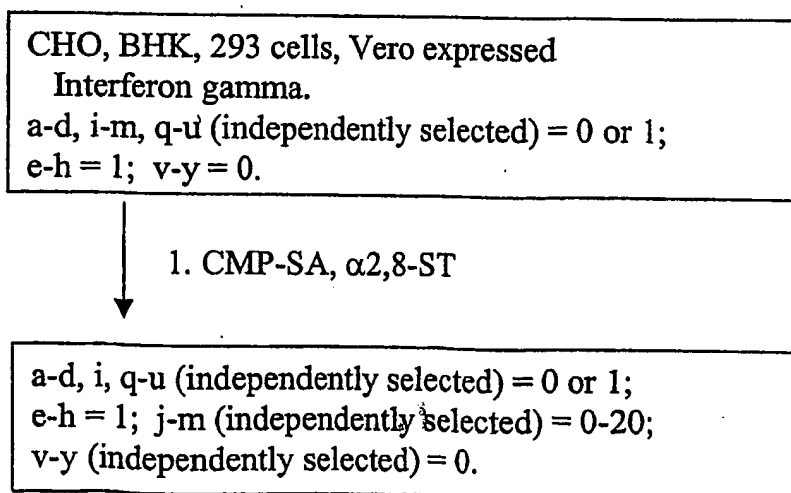 CHO, BHK, 293 cells, Vero expressed
Interferon gamma.
a-d, i-m, q-u (independently selected) = 0 or 1;
e-h = 1; v-y = 0.
1. CMP-SA, α2,8-ST
a-d, i, q-u (independently selected) = 0 or 1;
e-h = 1; j-m (independently selected) = 0-20;
v-y (independently selected) = 0.